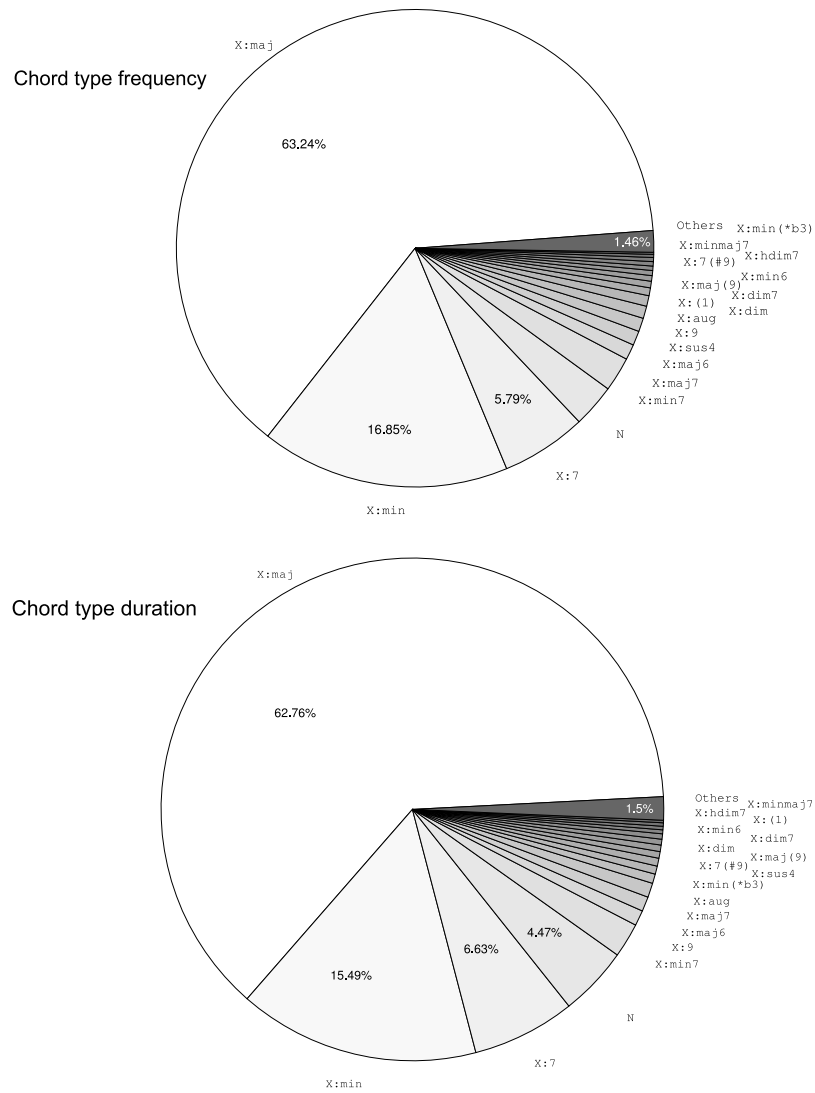 X:maj
Chord type frequency
63.24%
Others X:min(*b3)
1.46%
X:minmaj7
X:7(#9) X:hdim7
X:min6
X:maj(9)
X:(1) X:dim7
X:aug X:dim
X:9
X:sus4
X:maj6
X:maj7
X:min7
5.79%
16.85%
N
X:7
X:min
X:maj
Chord type duration
62.76%
Others X:minmaj7
1.5%
X:hdim7 X:(1)
X:min6
X:dim X:dim7
X:7(#9) X:maj(9)
X:sus4
X:min(*b3)
X:aug
X:maj7
X:maj6
4.47%
6.63%
X:9
X:min7
15.49%
N
X:7
X:min